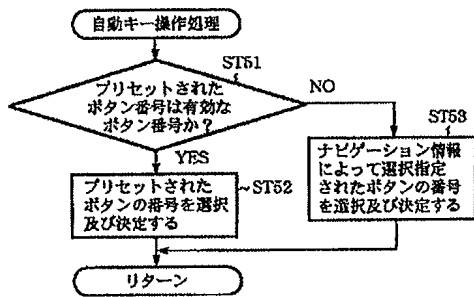 自動キー操作処理
ST51
プリセットされた
ボタン番号は有効な
ボタン番号か?
NO
YES
ST53
ナビゲーション情報
によって選択指定
されたボタンの番号
を選択及び決定する
プリセットされた
ボタンの番号を選択
及び決定する
ST52
リターン